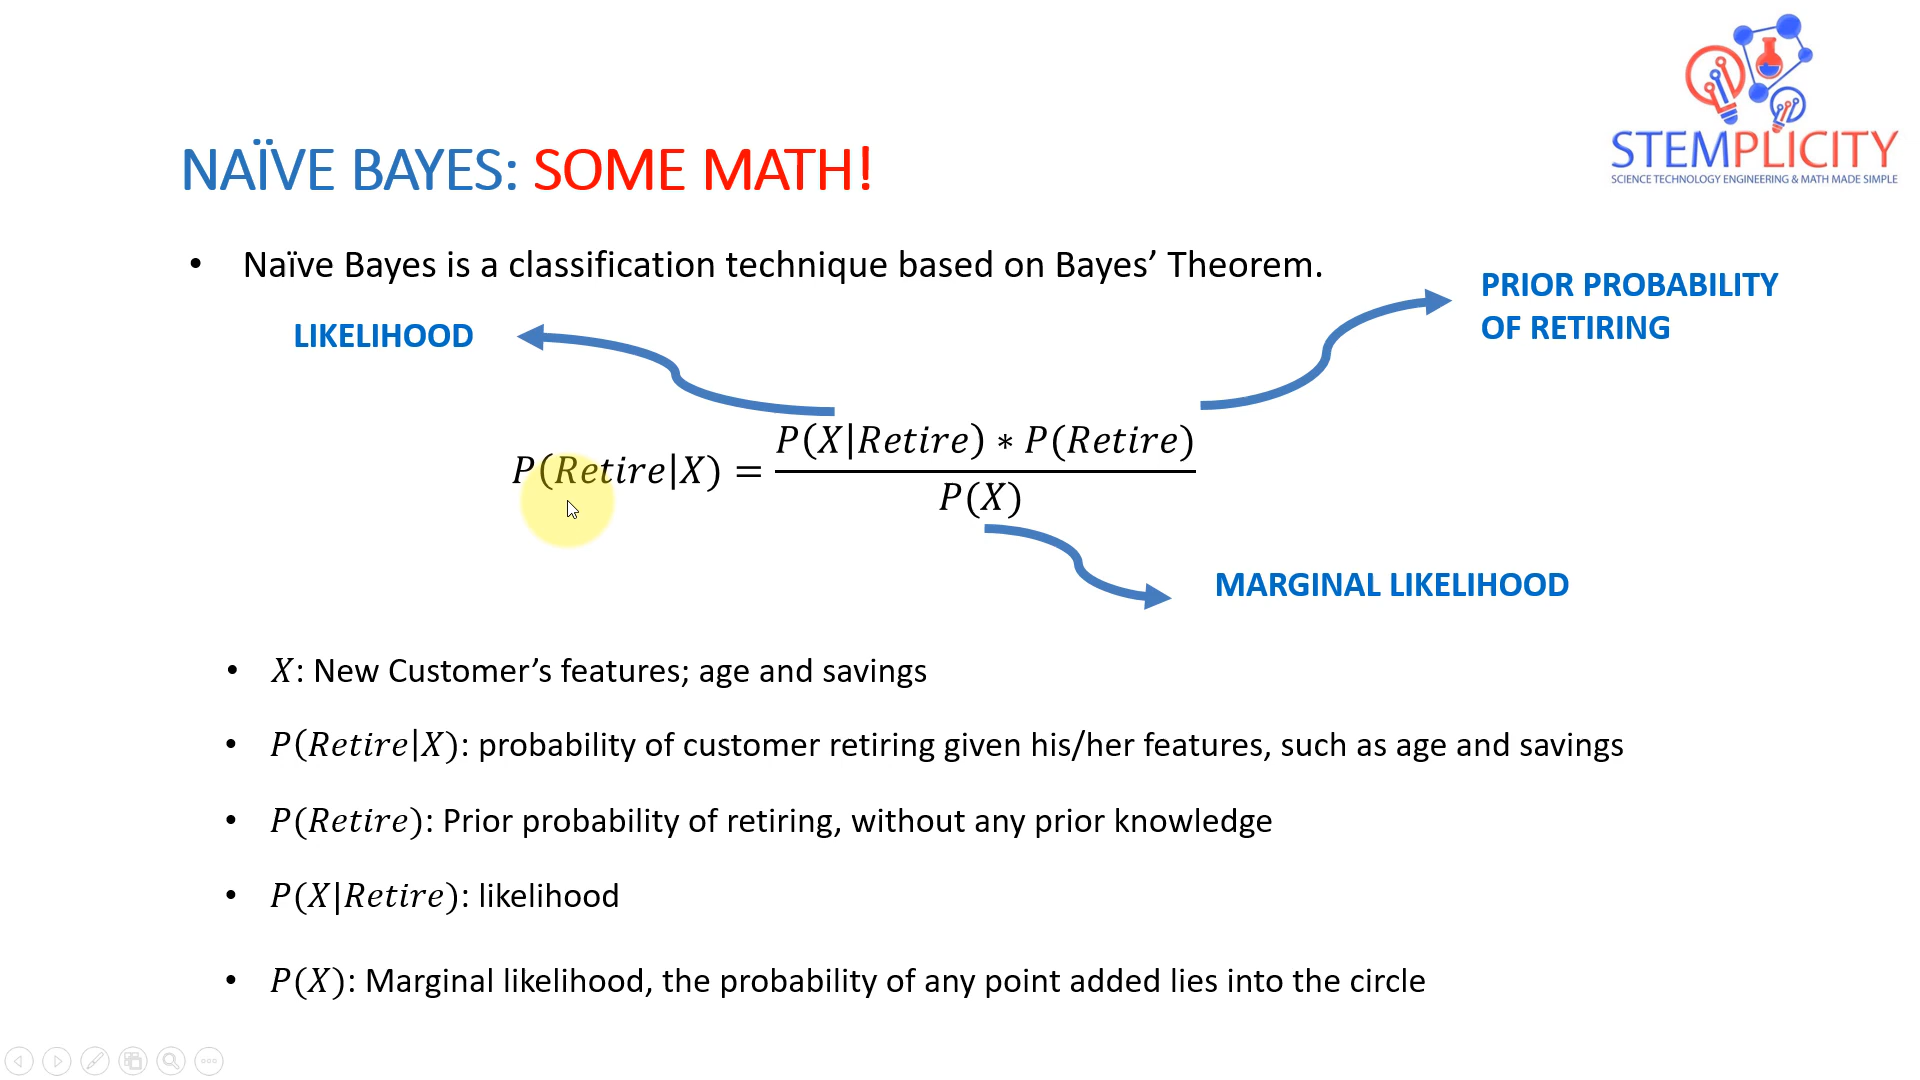 STEMPLICITY
SCIENCE TECHNOLOGY ENGINEERING & MATH MADE SIMPLE
NAÏVE BAYES: SOME MATH!
• Naïve Bayes is a classification technique based on Bayes’ Theorem.
PRIOR PROBABILITY
OF RETIRING
LIKELIHOOD
P(Retire|X) = P(X|Retire) ∗ P(Retire) / P(X)
MARGINAL LIKELIHOOD
• X: New Customer’s features; age and savings
• P(Retire|X): probability of customer retiring given his/her features, such as age and savings
• P(Retire): Prior probability of retiring, without any prior knowledge
• P(X|Retire): likelihood
• P(X): Marginal likelihood, the probability of any point added lies into the circle